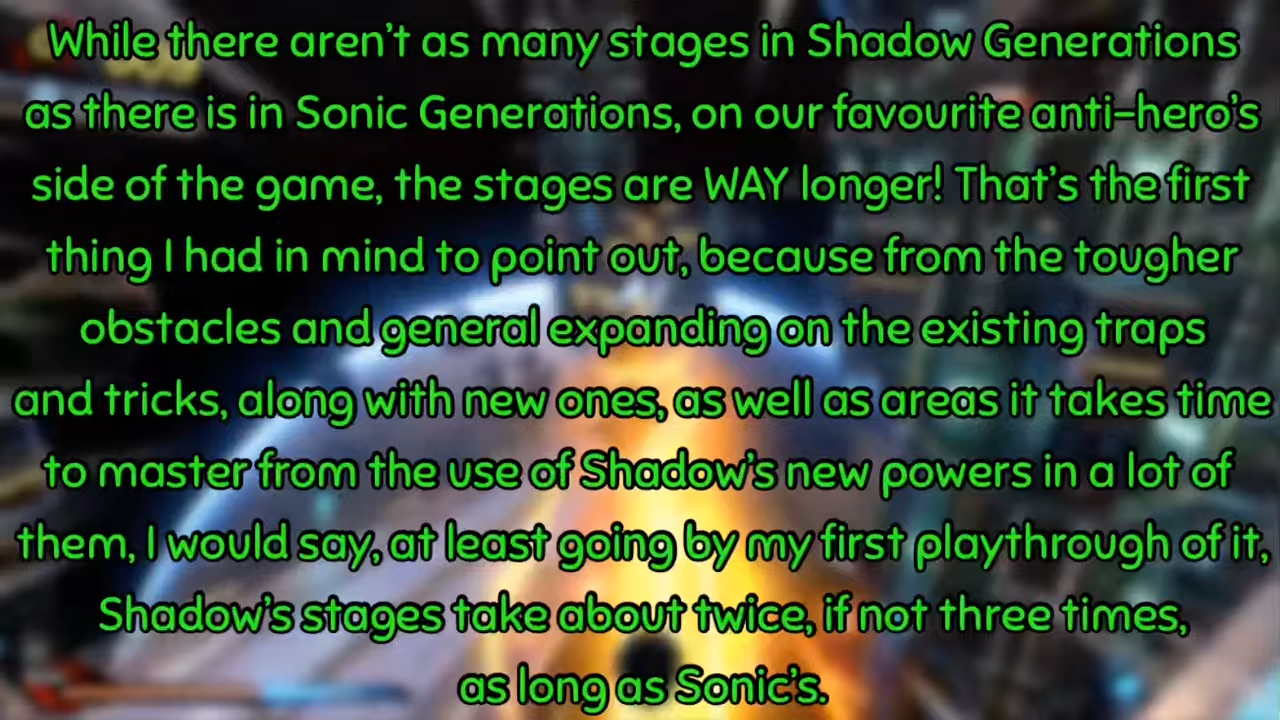 While there aren't as many stages in Shadow Generations
as there is in Sonic Generations, on our favourite anti-hero's
side of the game, the stages are WAY longer! That's the first
thing I had in mind to point out, because from the tougher
obstacles and general expanding on the existing traps
and tricks, along with new ones, as well as areas it takes time
to master from the use of Shadow's new powers in a lot of
them, I would say, at least going by my first playthrough of it,
Shadow's stages take about twice, if not three times,
as long as Sonic's.